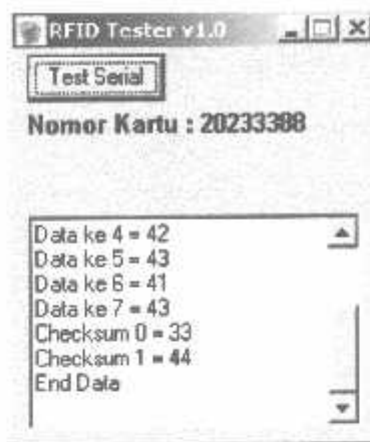 RFID Tester v1.0
Test Serial
Nomor Kartu : 20233388
Data ke 4 = 42
Data ke 5 = 43
Data ke 6 = 41
Data ke 7 = 43
Checksum 0 = 33
Checksum 1 = 44
End Data